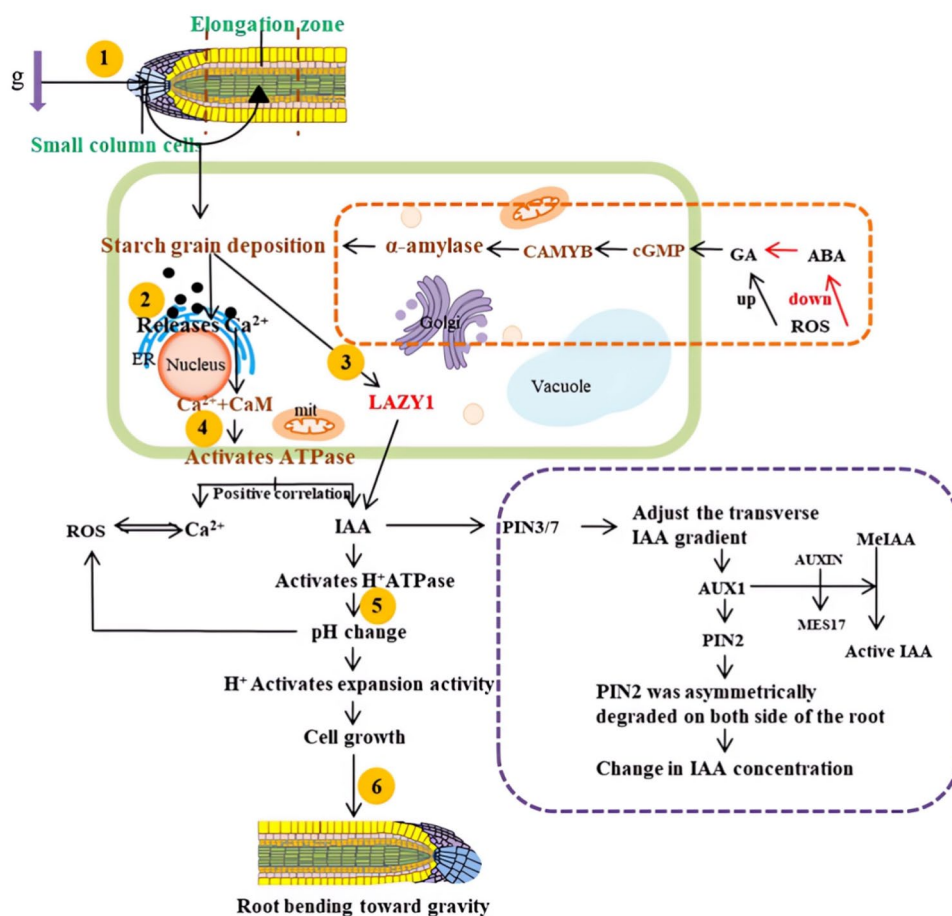 Elongation zone
1
g
Small column cells
Starch grain deposition
α-amylase
CAMYB
cGMP
GA
ABA
up
down
ROS
2
Releases Ca²⁺
ER
Nucleus
Golgi
3
Vacuole
LAZY1
Ca²⁺+CaM
mit
4
Activates ATPase
Positive correlation
ROS
Ca²⁺
IAA
PIN3/7
Adjust the transverse
IAA gradient
MeIAA
AUXIN
AUX1
MES17
Active IAA
PIN2
PIN2 was asymmetrically
degraded on both side of the root
Change in IAA concentration
Activates H⁺ATPase
5
pH change
H⁺ Activates expansion activity
Cell growth
6
Root bending toward gravity